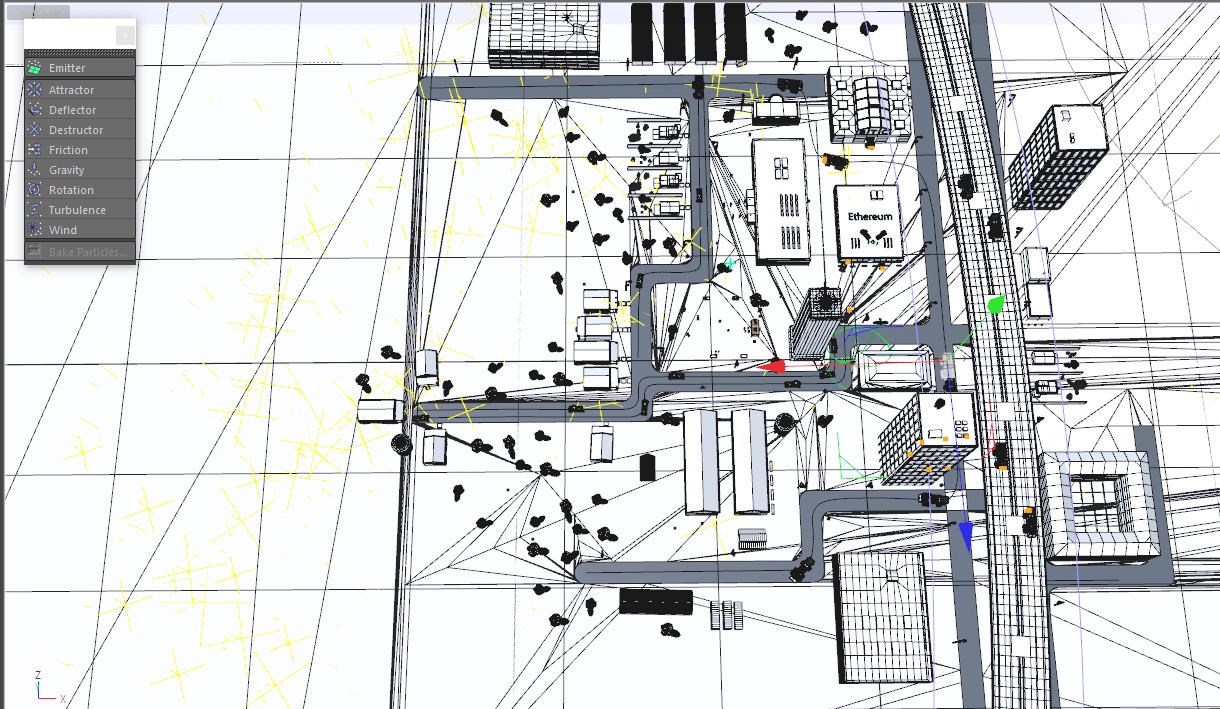 Emitter
Attractor
Deflector
Destructor
Friction
Gravity
Rotation
Turbulence
Wind
Bake Particles...
Ethereum
Z
X